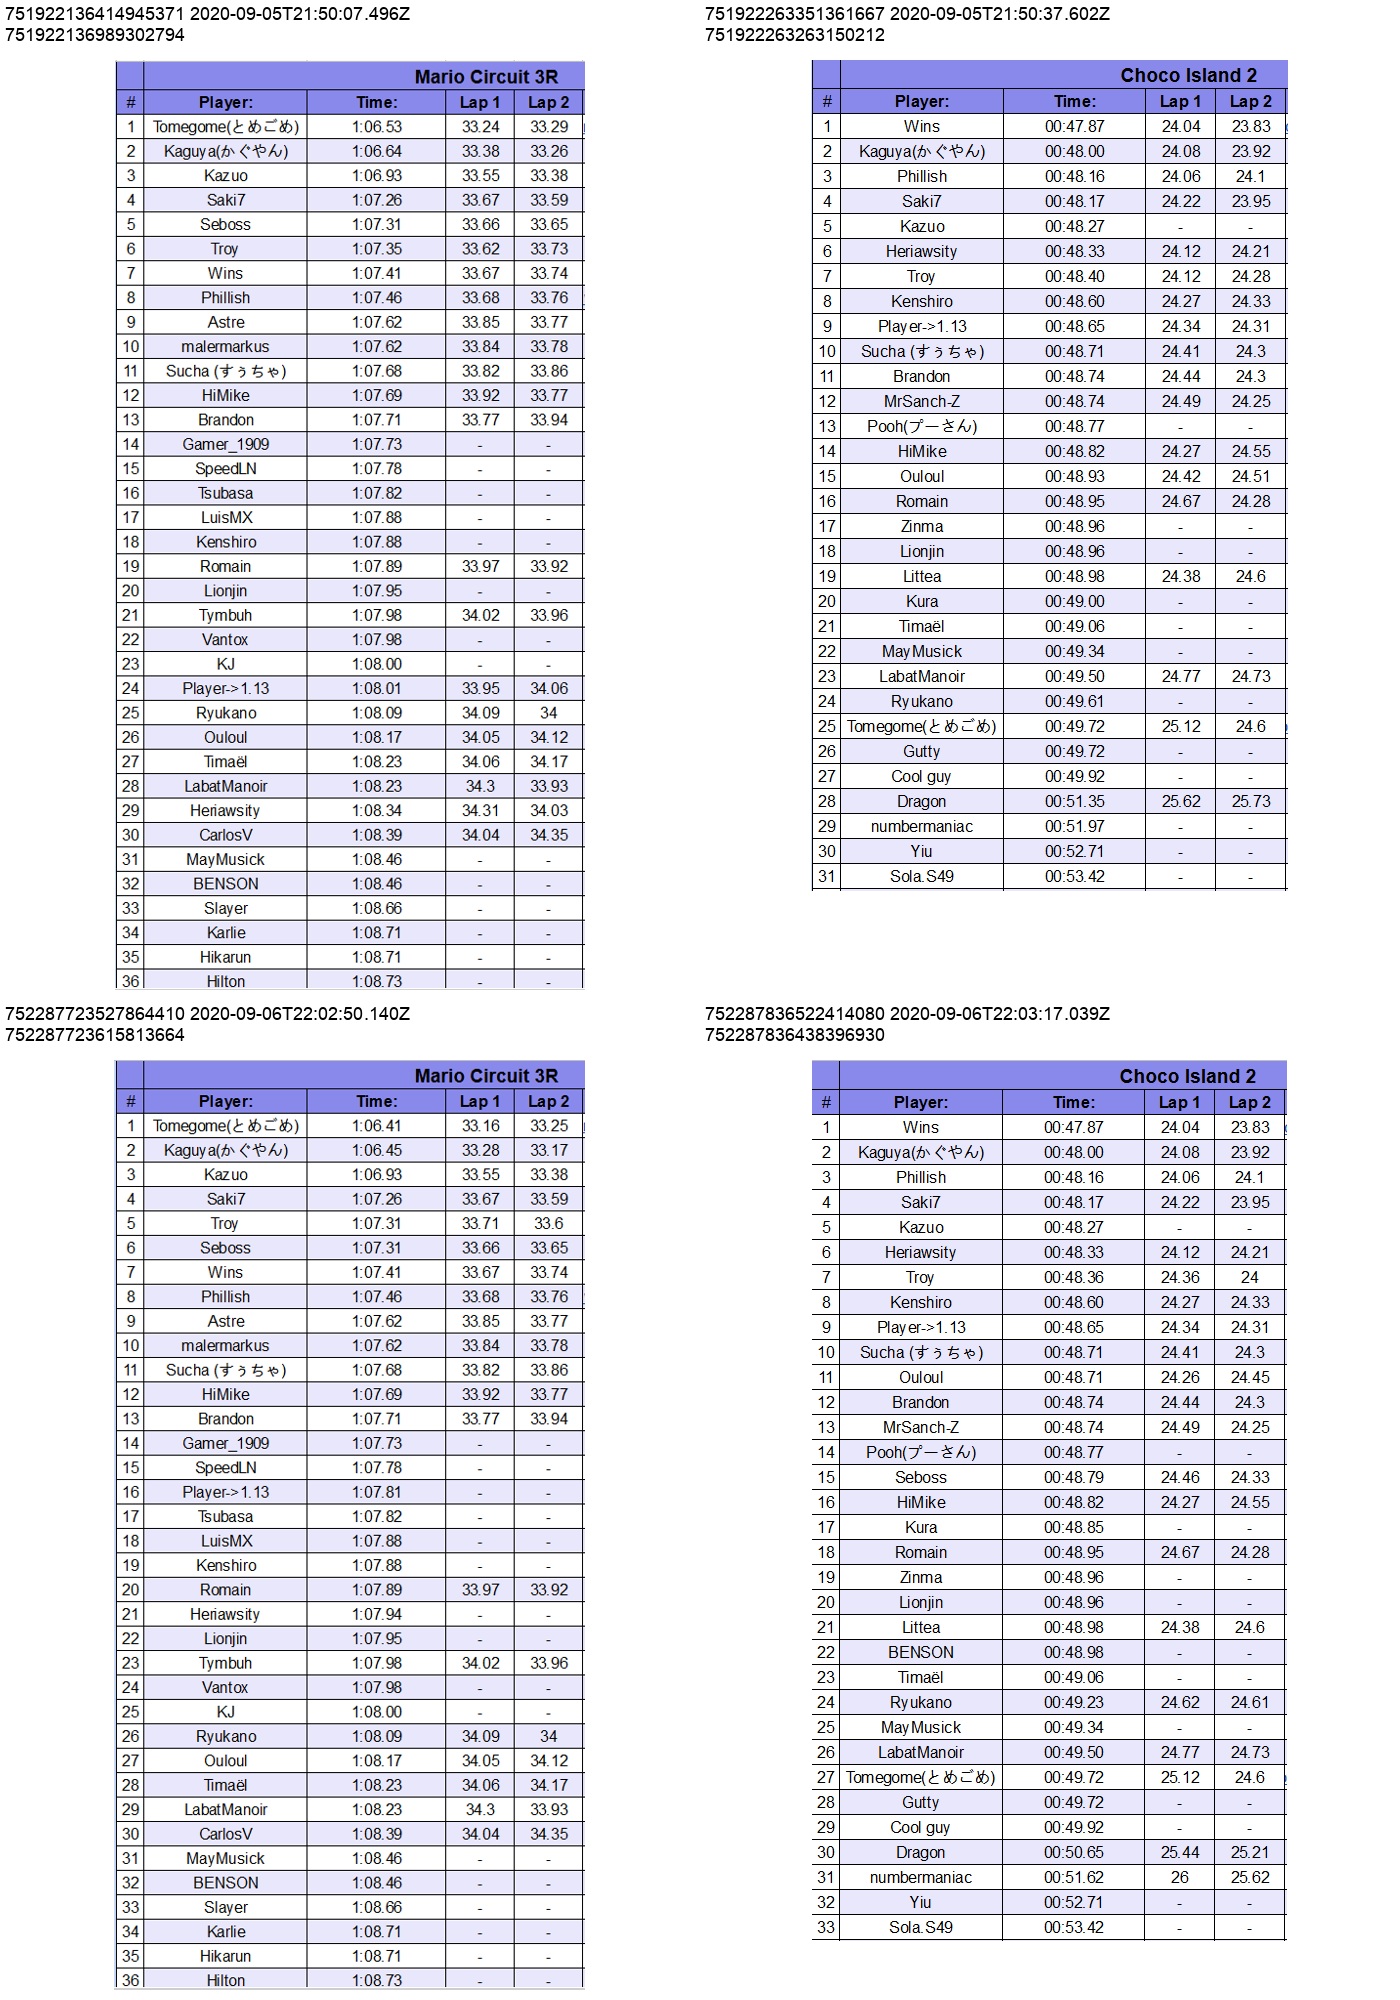 751922136414945371 2020-09-05T21:50:07.496Z
751922136989302794
Mario Circuit 3R
# Player: Time: Lap 1 Lap 2
1 Tomegome(とめごめ) 1:06.53 33.24 33.29
2 Kaguya(かぐやん) 1:06.64 33.38 33.26
3 Kazuo 1:06.93 33.55 33.38
4 Saki7 1:07.26 33.67 33.59
5 Seboss 1:07.31 33.66 33.65
6 Troy 1:07.35 33.62 33.73
7 Wins 1:07.41 33.67 33.74
8 Phillish 1:07.46 33.68 33.76
9 Astre 1:07.62 33.85 33.77
10 malermarkus 1:07.62 33.84 33.78
11 Sucha (すぅちゃ) 1:07.68 33.82 33.86
12 HiMike 1:07.69 33.92 33.77
13 Brandon 1:07.71 33.77 33.94
14 Gamer_1909 1:07.73 - -
15 SpeedLN 1:07.78 - -
16 Tsubasa 1:07.82 - -
17 LuisMX 1:07.88 - -
18 Kenshiro 1:07.88 - -
19 Romain 1:07.89 33.97 33.92
20 Lionjin 1:07.95 - -
21 Tymbuh 1:07.98 34.02 33.96
22 Vantox 1:07.98 - -
23 KJ 1:08.00 - -
24 Player->1.13 1:08.01 33.95 34.06
25 Ryukano 1:08.09 34.09 34
26 Ouloul 1:08.17 34.05 34.12
27 Timaël 1:08.23 34.06 34.17
28 LabatManoir 1:08.23 34.3 33.93
29 Heriawsity 1:08.34 34.31 34.03
30 CarlosV 1:08.39 34.04 34.35
31 MayMusick 1:08.46 - -
32 BENSON 1:08.46 - -
33 Slayer 1:08.66 - -
34 Karlie 1:08.71 - -
35 Hikarun 1:08.71 - -
36 Hilton 1:08.73 - -
751922263351361667 2020-09-05T21:50:37.602Z
751922263263150212
Choco Island 2
# Player: Time: Lap 1 Lap 2
1 Wins 00:47.87 24.04 23.83
2 Kaguya(かぐやん) 00:48.00 24.08 23.92
3 Phillish 00:48.16 24.06 24.1
4 Saki7 00:48.17 24.22 23.95
5 Kazuo 00:48.27 - -
6 Heriawsity 00:48.33 24.12 24.21
7 Troy 00:48.40 24.12 24.28
8 Kenshiro 00:48.60 24.27 24.33
9 Player->1.13 00:48.65 24.34 24.31
10 Sucha (すぅちゃ) 00:48.71 24.41 24.3
11 Brandon 00:48.74 24.44 24.3
12 MrSanch-Z 00:48.74 24.49 24.25
13 Pooh(プーさん) 00:48.77 - -
14 HiMike 00:48.82 24.27 24.55
15 Ouloul 00:48.93 24.42 24.51
16 Romain 00:48.95 24.67 24.28
17 Zinma 00:48.96 - -
18 Lionjin 00:48.96 - -
19 Littea 00:48.98 24.38 24.6
20 Kura 00:49.00 - -
21 Timaël 00:49.06 - -
22 MayMusick 00:49.34 - -
23 LabatManoir 00:49.50 24.77 24.73
24 Ryukano 00:49.61 - -
25 Tomegome(とめごめ) 00:49.72 25.12 24.6
26 Gutty 00:49.72 - -
27 Cool guy 00:49.92 - -
28 Dragon 00:51.35 25.62 25.73
29 numbermaniac 00:51.97 - -
30 Yiu 00:52.71 - -
31 Sola.S49 00:53.42 - -
752287723527864410 2020-09-06T22:02:50.140Z
752287723615813664
Mario Circuit 3R
# Player: Time: Lap 1 Lap 2
1 Tomegome(とめごめ) 1:06.41 33.16 33.25
2 Kaguya(かぐやん) 1:06.45 33.28 33.17
3 Kazuo 1:06.93 33.55 33.38
4 Saki7 1:07.26 33.67 33.59
5 Troy 1:07.31 33.71 33.6
6 Seboss 1:07.31 33.66 33.65
7 Wins 1:07.41 33.67 33.74
8 Phillish 1:07.46 33.68 33.76
9 Astre 1:07.62 33.85 33.77
10 malermarkus 1:07.62 33.84 33.78
11 Sucha (すぅちゃ) 1:07.68 33.82 33.86
12 HiMike 1:07.69 33.92 33.77
13 Brandon 1:07.71 33.77 33.94
14 Gamer_1909 1:07.73 - -
15 SpeedLN 1:07.78 - -
16 Player->1.13 1:07.81 - -
17 Tsubasa 1:07.82 - -
18 LuisMX 1:07.88 - -
19 Kenshiro 1:07.88 - -
20 Romain 1:07.89 33.97 33.92
21 Heriawsity 1:07.94 - -
22 Lionjin 1:07.95 - -
23 Tymbuh 1:07.98 34.02 33.96
24 Vantox 1:07.98 - -
25 KJ 1:08.00 - -
26 Ryukano 1:08.09 34.09 34
27 Ouloul 1:08.17 34.05 34.12
28 Timaël 1:08.23 34.06 34.17
29 LabatManoir 1:08.23 34.3 33.93
30 CarlosV 1:08.39 34.04 34.35
31 MayMusick 1:08.46 - -
32 BENSON 1:08.46 - -
33 Slayer 1:08.66 - -
34 Karlie 1:08.71 - -
35 Hikarun 1:08.71 - -
36 Hilton 1:08.73 - -
752287836522414080 2020-09-06T22:03:17.039Z
752287836438396930
Choco Island 2
# Player: Time: Lap 1 Lap 2
1 Wins 00:47.87 24.04 23.83
2 Kaguya(かぐやん) 00:48.00 24.08 23.92
3 Phillish 00:48.16 24.06 24.1
4 Saki7 00:48.17 24.22 23.95
5 Kazuo 00:48.27 - -
6 Heriawsity 00:48.33 24.12 24.21
7 Troy 00:48.36 24.36 24
8 Kenshiro 00:48.60 24.27 24.33
9 Player->1.13 00:48.65 24.34 24.31
10 Sucha (すぅちゃ) 00:48.71 24.41 24.3
11 Ouloul 00:48.71 24.26 24.45
12 Brandon 00:48.74 24.44 24.3
13 MrSanch-Z 00:48.74 24.49 24.25
14 Pooh(プーさん) 00:48.77 - -
15 Seboss 00:48.79 24.46 24.33
16 HiMike 00:48.82 24.27 24.55
17 Kura 00:48.85 - -
18 Romain 00:48.95 24.67 24.28
19 Zinma 00:48.96 - -
20 Lionjin 00:48.96 - -
21 Littea 00:48.98 24.38 24.6
22 BENSON 00:48.98 - -
23 Timaël 00:49.06 - -
24 Ryukano 00:49.23 24.62 24.61
25 MayMusick 00:49.34 - -
26 LabatManoir 00:49.50 24.77 24.73
27 Tomegome(とめごめ) 00:49.72 25.12 24.6
28 Gutty 00:49.72 - -
29 Cool guy 00:49.92 - -
30 Dragon 00:50.65 25.44 25.21
31 numbermaniac 00:51.62 26 25.62
32 Yiu 00:52.71 - -
33 Sola.S49 00:53.42 - -